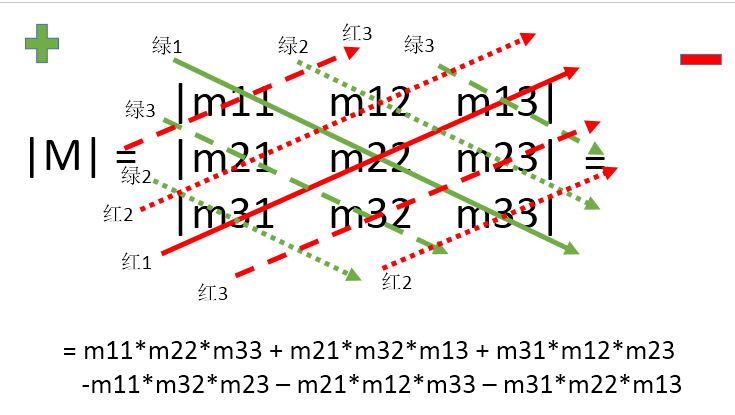 绿1 绿2 红3 绿3
|m11 m12 m13|
绿3
|M| = |m21 m22 m23| =
绿2
红2 |m31 m32 m33|
红1
红3 红2
= m11*m22*m33 + m21*m32*m13 + m31*m12*m23
-m11*m32*m23 – m21*m12*m33 – m31*m22*m13